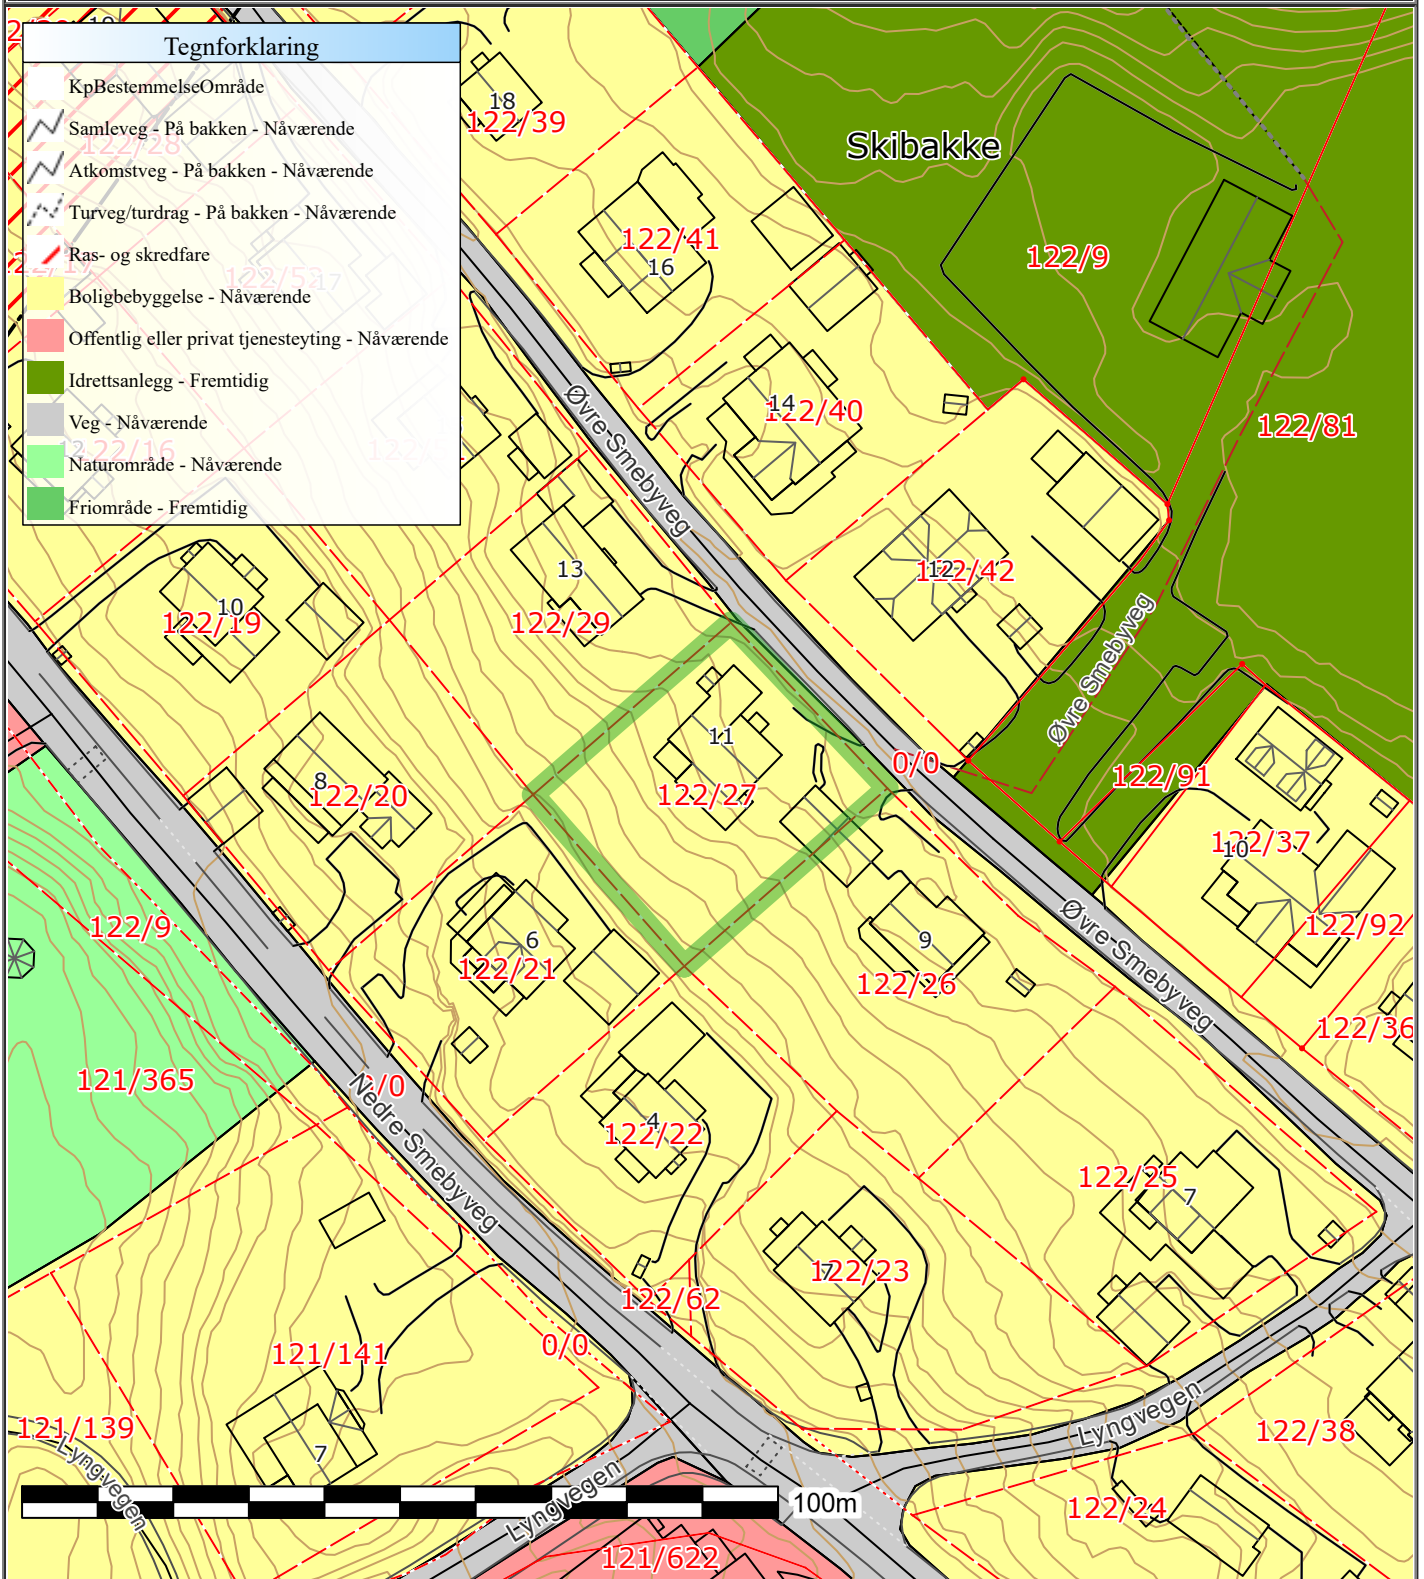 Tegnforklaring
KpBestemmelseOmråde
Samleveg - På bakken - Nåværende
Atkomstveg - På bakken - Nåværende
Turveg/turdrag - På bakken - Nåværende
Ras- og skredfare
Boligbebyggelse - Nåværende
Offentlig eller privat tjenesteyting - Nåværende
Idrettsanlegg - Fremtidig
Veg - Nåværende
Naturområde - Nåværende
Friområde - Fremtidig
122/28
122/16
18
122/39
Skibakke
122/41
16
122/9
14
122/40
122/81
Øvre Smebyveg
13
122/29
12
122/42
10
122/19
Øvre Smebyveg
11
122/27
0/0
122/91
8
122/20
10
122/37
122/9
6
122/21
9
122/26
122/92
Øvre Smebyveg
122/36
121/365
0/0
Nedre Smebyveg
4
122/22
122/25
7
7
122/23
122/62
0/0
121/141
7
121/139
Lyngvegen
Lyngvegen
122/38
Lyngvegen
100m
122/24
121/622